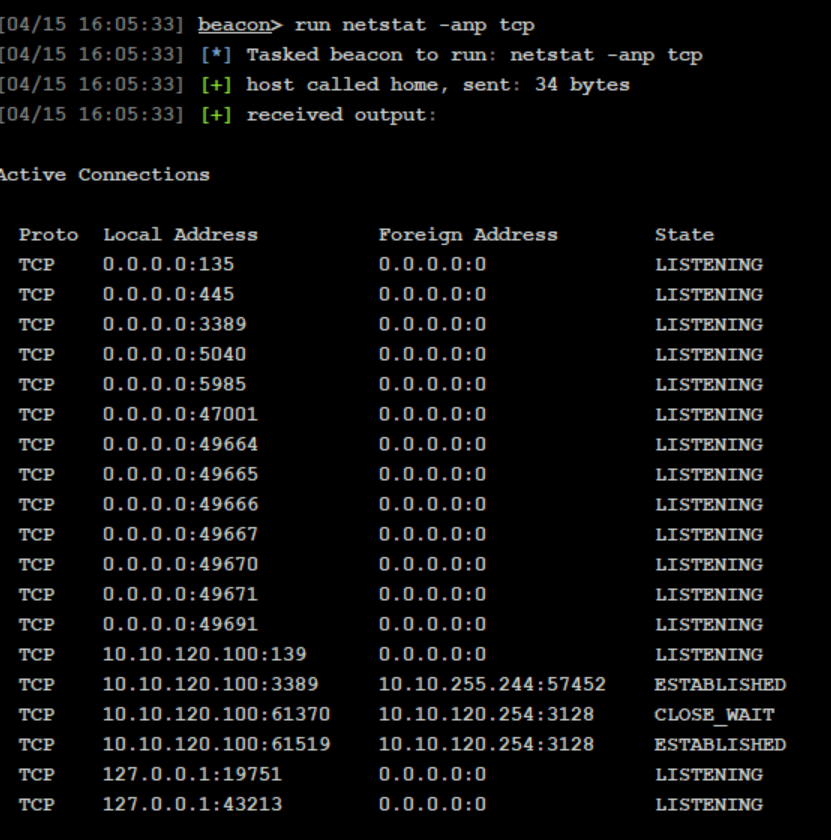 [04/15 16:05:33] beacon> run netstat -anp tcp
[04/15 16:05:33] [*] Tasked beacon to run: netstat -anp tcp
[04/15 16:05:33] [+] host called home, sent: 34 bytes
[04/15 16:05:33] [+] received output:
Active Connections
Proto Local Address Foreign Address State
TCP 0.0.0.0:135 0.0.0.0:0 LISTENING
TCP 0.0.0.0:445 0.0.0.0:0 LISTENING
TCP 0.0.0.0:3389 0.0.0.0:0 LISTENING
TCP 0.0.0.0:5040 0.0.0.0:0 LISTENING
TCP 0.0.0.0:5985 0.0.0.0:0 LISTENING
TCP 0.0.0.0:47001 0.0.0.0:0 LISTENING
TCP 0.0.0.0:49664 0.0.0.0:0 LISTENING
TCP 0.0.0.0:49665 0.0.0.0:0 LISTENING
TCP 0.0.0.0:49666 0.0.0.0:0 LISTENING
TCP 0.0.0.0:49667 0.0.0.0:0 LISTENING
TCP 0.0.0.0:49670 0.0.0.0:0 LISTENING
TCP 0.0.0.0:49671 0.0.0.0:0 LISTENING
TCP 0.0.0.0:49691 0.0.0.0:0 LISTENING
TCP 10.10.120.100:139 0.0.0.0:0 LISTENING
TCP 10.10.120.100:3389 10.10.255.244:57452 ESTABLISHED
TCP 10.10.120.100:61370 10.10.120.254:3128 CLOSE_WAIT
TCP 10.10.120.100:61519 10.10.120.254:3128 ESTABLISHED
TCP 127.0.0.1:19751 0.0.0.0:0 LISTENING
TCP 127.0.0.1:43213 0.0.0.0:0 LISTENING